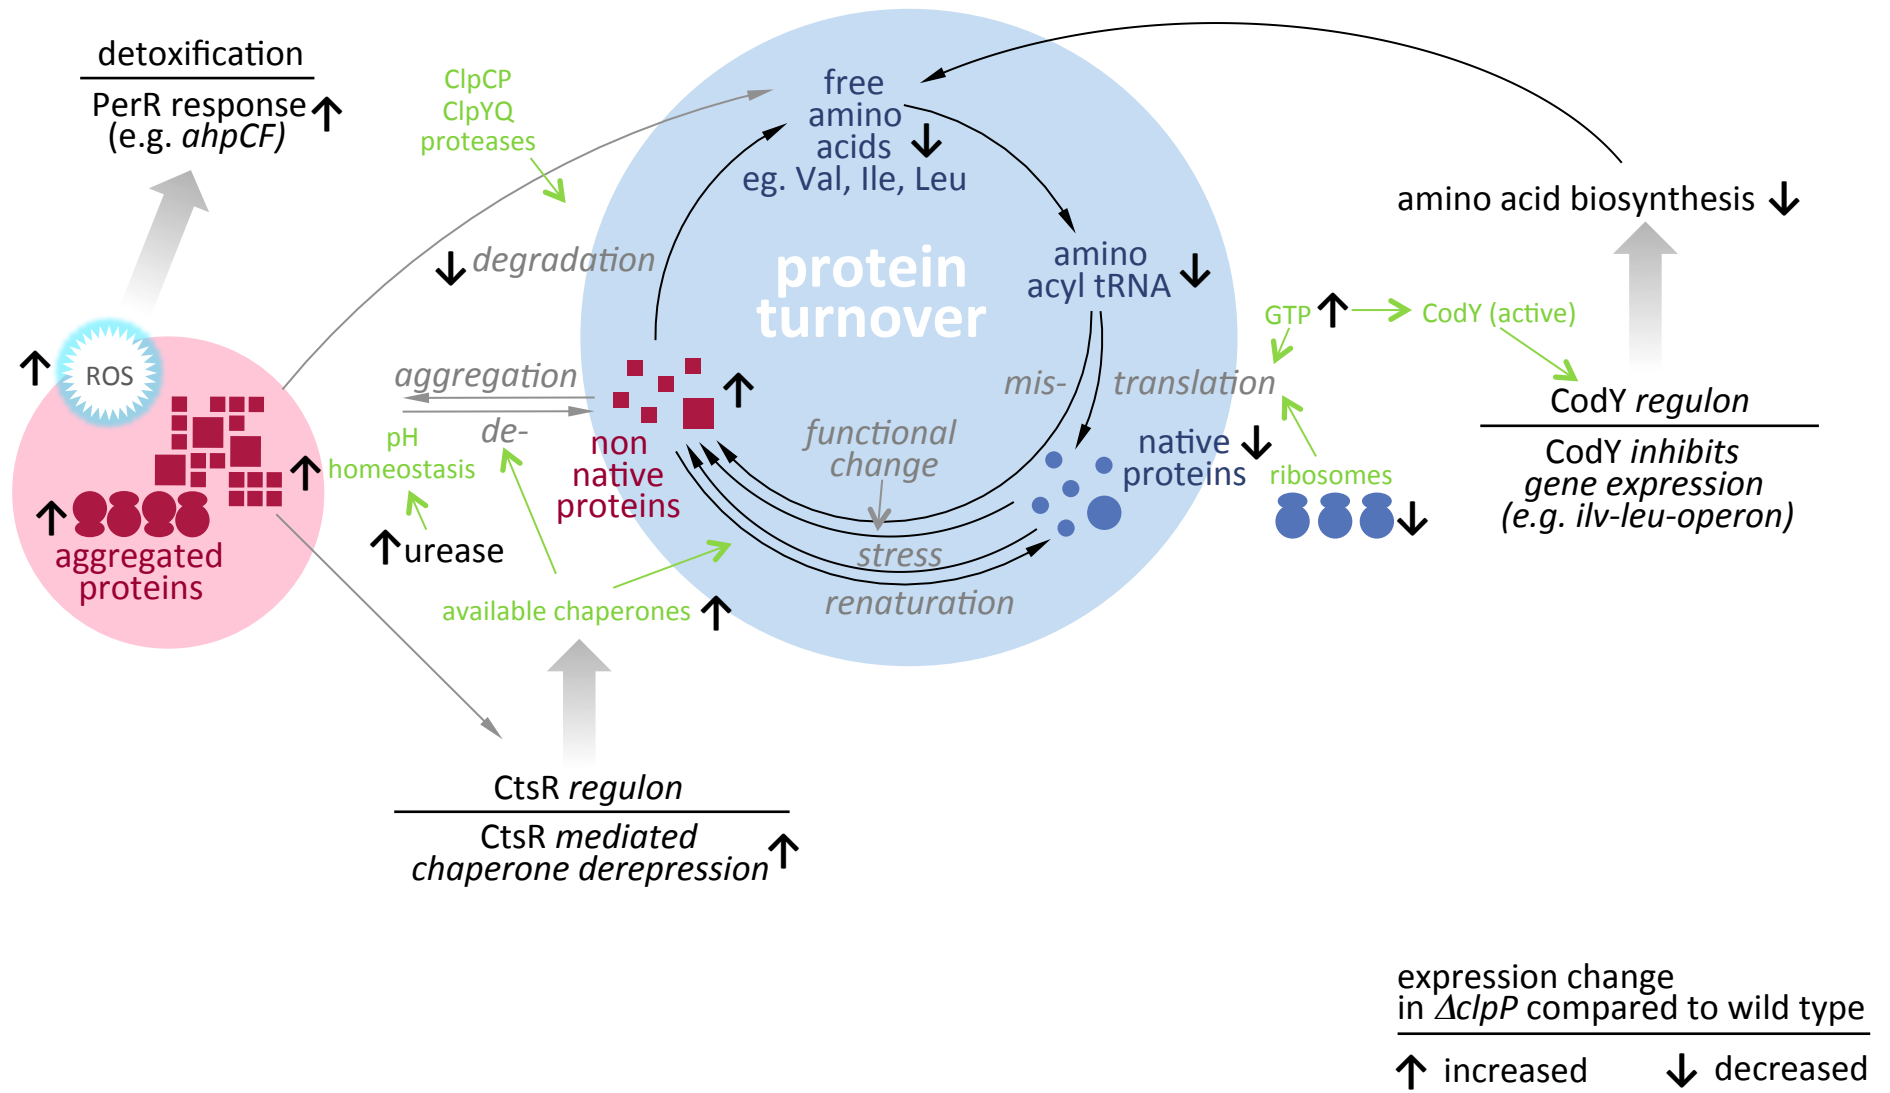 detoxification
PerR response
(e.g. ahpCF)
ClpCP
ClpYQ
proteases
free
amino
acids
eg. Val, Ile, Leu
amino acid biosynthesis
degradation
protein
turnover
amino
acyl tRNA
GTP
CodY (active)
ROS
aggregation
de-
mis-
translation
CodY regulon
CodY inhibits
gene expression
(e.g. ilv-leu-operon)
pH
homeostasis
non
native
proteins
functional
change
native
proteins
ribosomes
aggregated
proteins
urease
stress
renaturation
available chaperones
CtsR regulon
CtsR mediated
chaperone derepression
expression change
in ΔclpP compared to wild type
↑ increased
↓ decreased